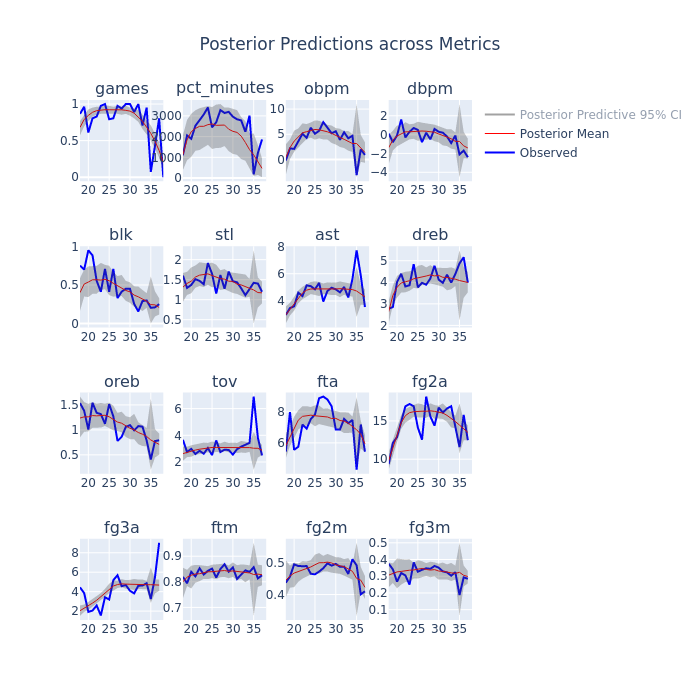 Posterior Predictions across Metrics
games pct_minutes obpm dbpm
Posterior Predictive 95% CI
Posterior Mean
Observed
1
0.5
0
20 25 30 35
3000
2000
1000
0
20 25 30 35
10
5
0
20 25 30 35
2
0
−2
−4
20 25 30 35
blk stl ast dreb
1
0.5
0
20 25 30 35
2
1.5
1
0.5
20 25 30 35
8
6
4
20 25 30 35
5
4
3
2
20 25 30 35
oreb tov fta fg2a
1.5
1
0.5
20 25 30 35
6
4
2
20 25 30 35
8
6
20 25 30 35
15
10
20 25 30 35
fg3a ftm fg2m fg3m
8
6
4
2
20 25 30 35
0.9
0.8
0.7
20 25 30 35
0.5
0.4
20 25 30 35
0.5
0.4
0.3
0.2
0.1
20 25 30 35